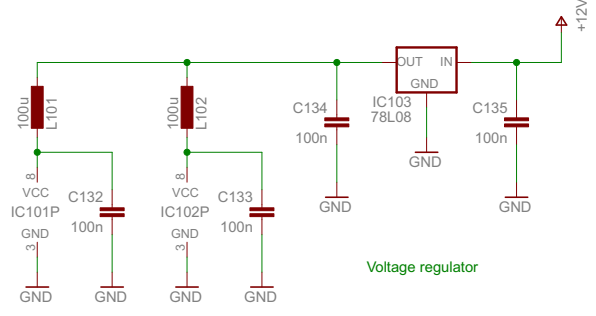 +12V
OUT IN
GND
IC103
78L08
C134
100n
C135
100n
GND
GND
GND
100u
L101
100u
L102
8
VCC
IC101P
GND
3
C132
100n
8
VCC
IC102P
GND
3
C133
100n
GND
GND
GND
GND
Voltage regulator